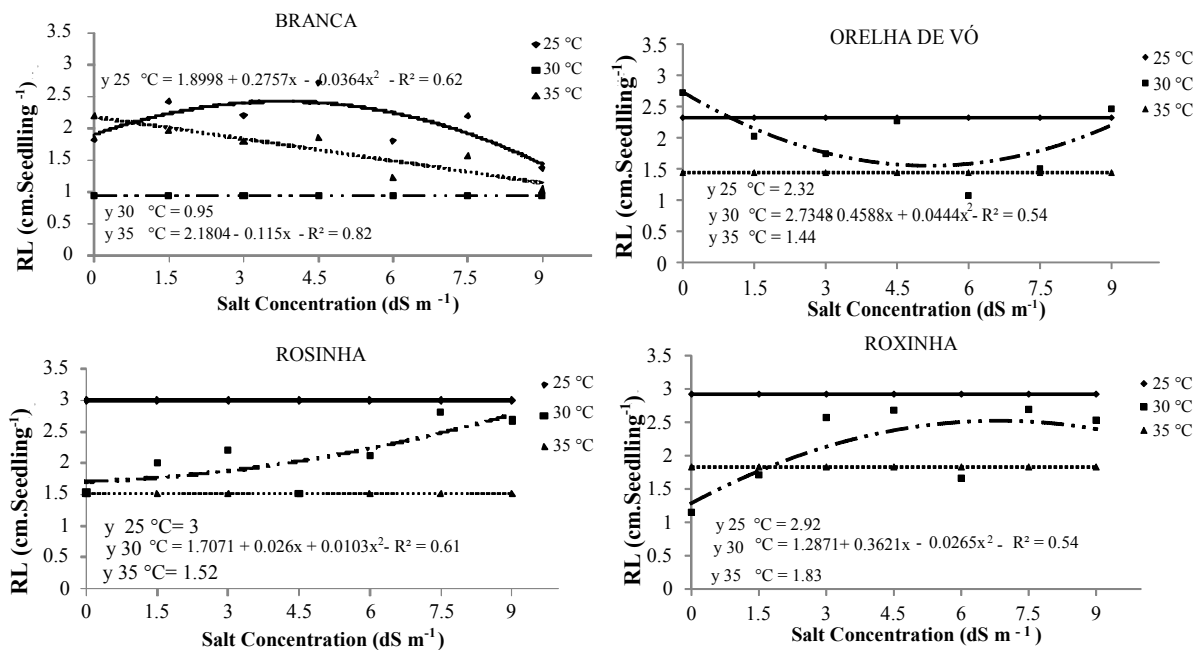 BRANCA
3.5
3
2.5
2
1.5
1
0.5
0
RL (cm.Seedlling-1)
y 25 °C = 1.8998 + 0.2757x - 0.0364x² - R² = 0.62
y 30 °C = 0.95
y 35 °C = 2.1804 - 0.115x - R² = 0.82
25 °C
30 °C
35 °C
0 1.5 3 4.5 6 7.5 9
Salt Concentration (dS m -1)
ORELHA DE VÓ
3.5
3
2.5
2
1.5
1
0.5
0
RL (cm.Seedlling-1)
25 °C
30 °C
35 °C
y 25 °C = 2.32
y 30 °C = 2.7348 - 0.4588x + 0.0444x² - R² = 0.54
y 35 °C = 1.44
0 1.5 3 4.5 6 7.5 9
Salt Concentration (dS m-1)
ROSINHA
3.5
3
2.5
2
1.5
1
0.5
0
RL (cm.Seedlling-1)
25 °C
30 °C
35 °C
y 25 °C= 3
y 30 °C = 1.7071 + 0.026x + 0.0103x² - R² = 0.61
y 35 °C= 1.52
0 1.5 3 4.5 6 7.5 9
Salt Concentration (dS m-1)
ROXINHA
3.5
3
2.5
2
1.5
1
0.5
0
RL (cm.Seedlling-1)
25 °C
30 °C
35 °C
y 25 °C = 2.92
y 30 °C = 1.2871+ 0.3621x - 0.0265x² - R² = 0.54
y 35 °C = 1.83
0 1.5 3 4.5 6 7.5 9
Salt Concentration (dS m -1)